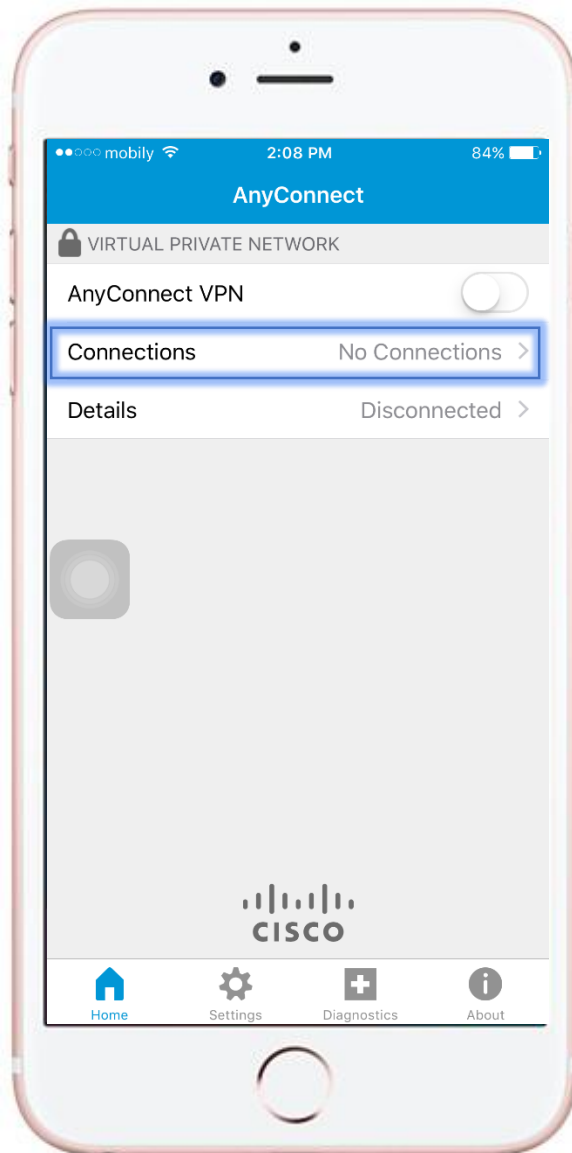 mobily 2:08 PM 84%
AnyConnect
VIRTUAL PRIVATE NETWORK
AnyConnect VPN
Connections No Connections >
Details Disconnected >
CISCO
Home Settings Diagnostics About